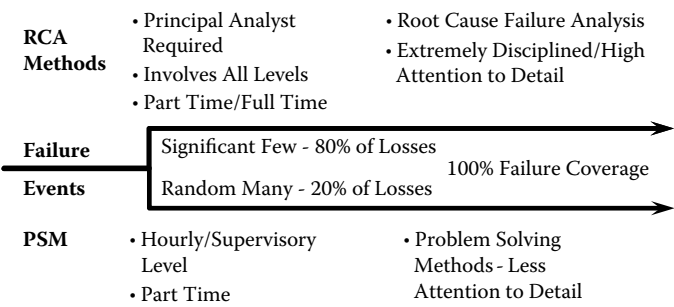 RCA
Methods
• Principal Analyst
Required
• Involves All Levels
• Part Time/Full Time
• Root Cause Failure Analysis
• Extremely Disciplined/High
Attention to Detail
Failure
Events
Significant Few - 80% of Losses
100% Failure Coverage
Random Many - 20% of Losses
PSM
• Hourly/Supervisory
Level
• Part Time
• Problem Solving
Methods - Less
Attention to Detail